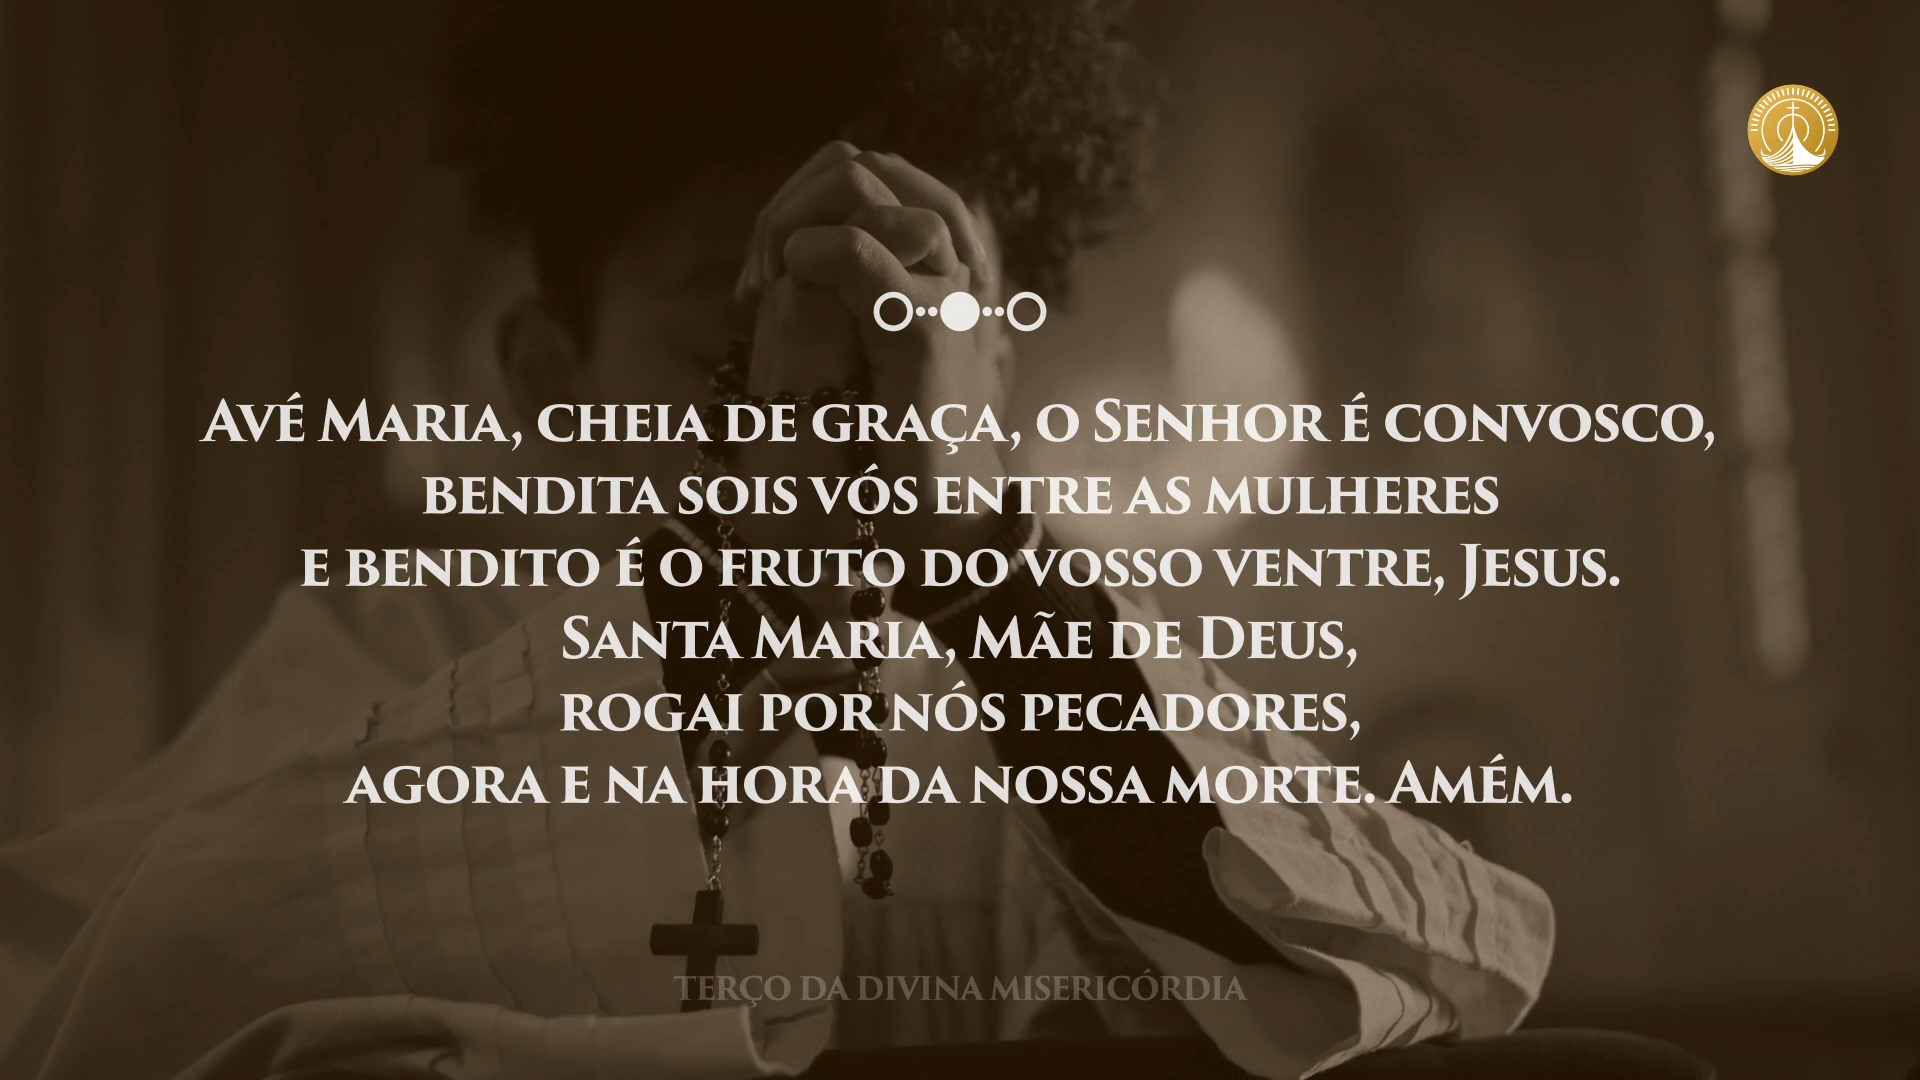 Avé Maria, cheia de graça, o Senhor é convosco,
bendita sois vós entre as mulheres
e bendito é o fruto do vosso ventre, Jesus.
Santa Maria, Mãe de Deus,
rogai por nós pecadores,
agora e na hora da nossa morte. Amém.
TERÇO DA DIVINA MISERICÓRDIA